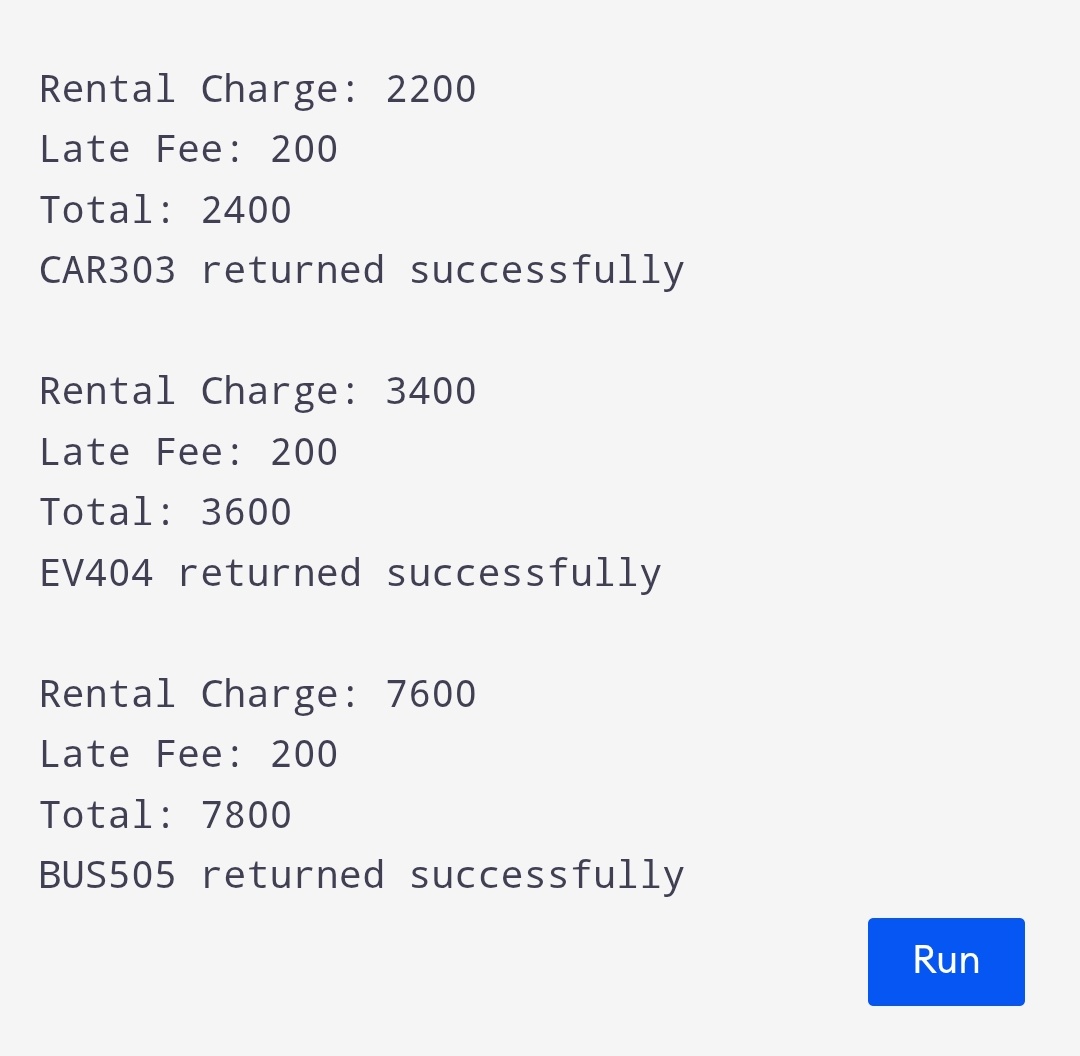 Rental Charge: 2200
Late Fee: 200
Total: 2400
CAR303 returned successfully
Rental Charge: 3400
Late Fee: 200
Total: 3600
EV404 returned successfully
Rental Charge: 7600
Late Fee: 200
Total: 7800
BUS505 returned successfully
Run